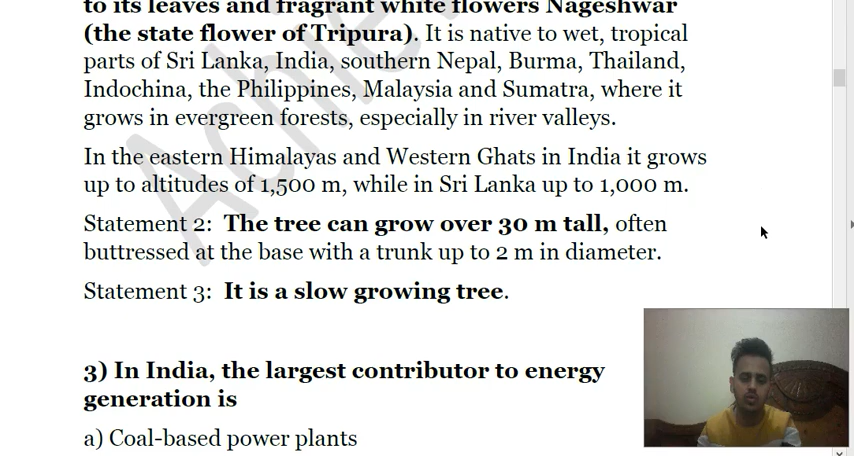 to its leaves and fragrant white flowers Nageshwar
(the state flower of Tripura). It is native to wet, tropical
parts of Sri Lanka, India, southern Nepal, Burma, Thailand,
Indochina, the Philippines, Malaysia and Sumatra, where it
grows in evergreen forests, especially in river valleys.
In the eastern Himalayas and Western Ghats in India it grows
up to altitudes of 1,500 m, while in Sri Lanka up to 1,000 m.
Statement 2: The tree can grow over 30 m tall, often
buttressed at the base with a trunk up to 2 m in diameter.
Statement 3: It is a slow growing tree.
3) In India, the largest contributor to energy
generation is
a) Coal-based power plants